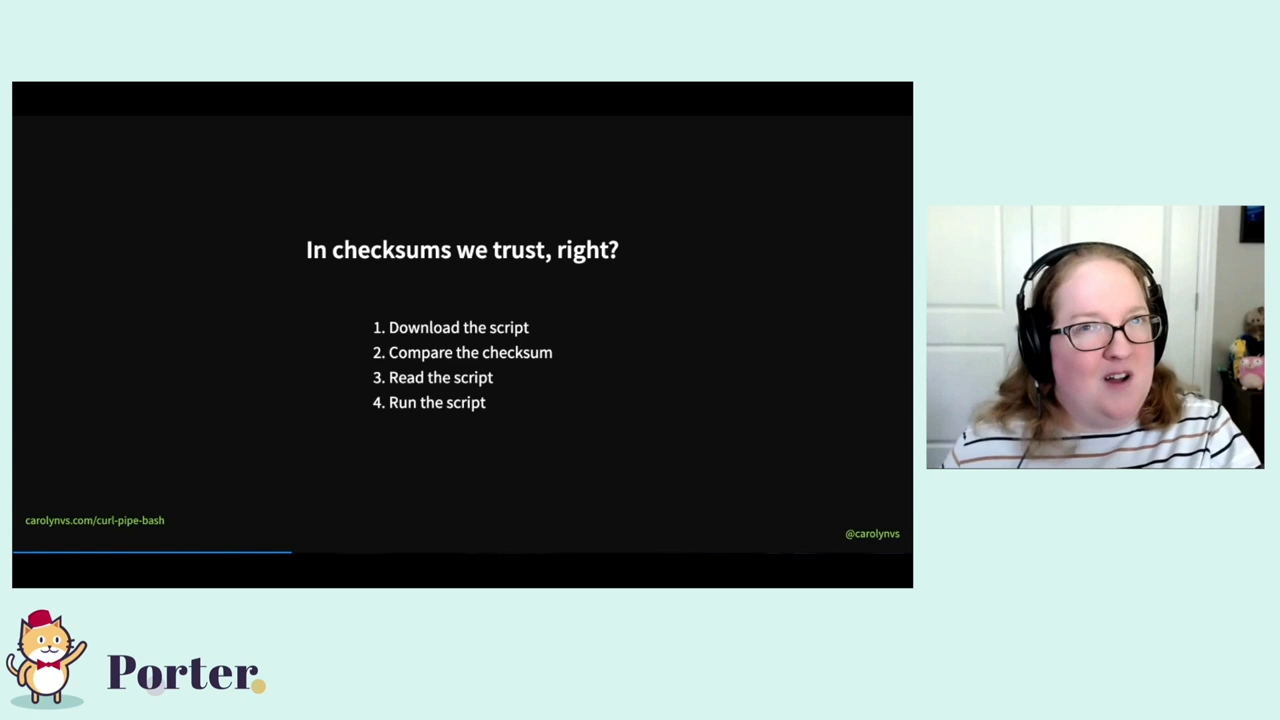 In checksums we trust, right?
1. Download the script
2. Compare the checksum
3. Read the script
4. Run the script
carolynvs.com/curl-pipe-bash
@carolynvs
Porter.